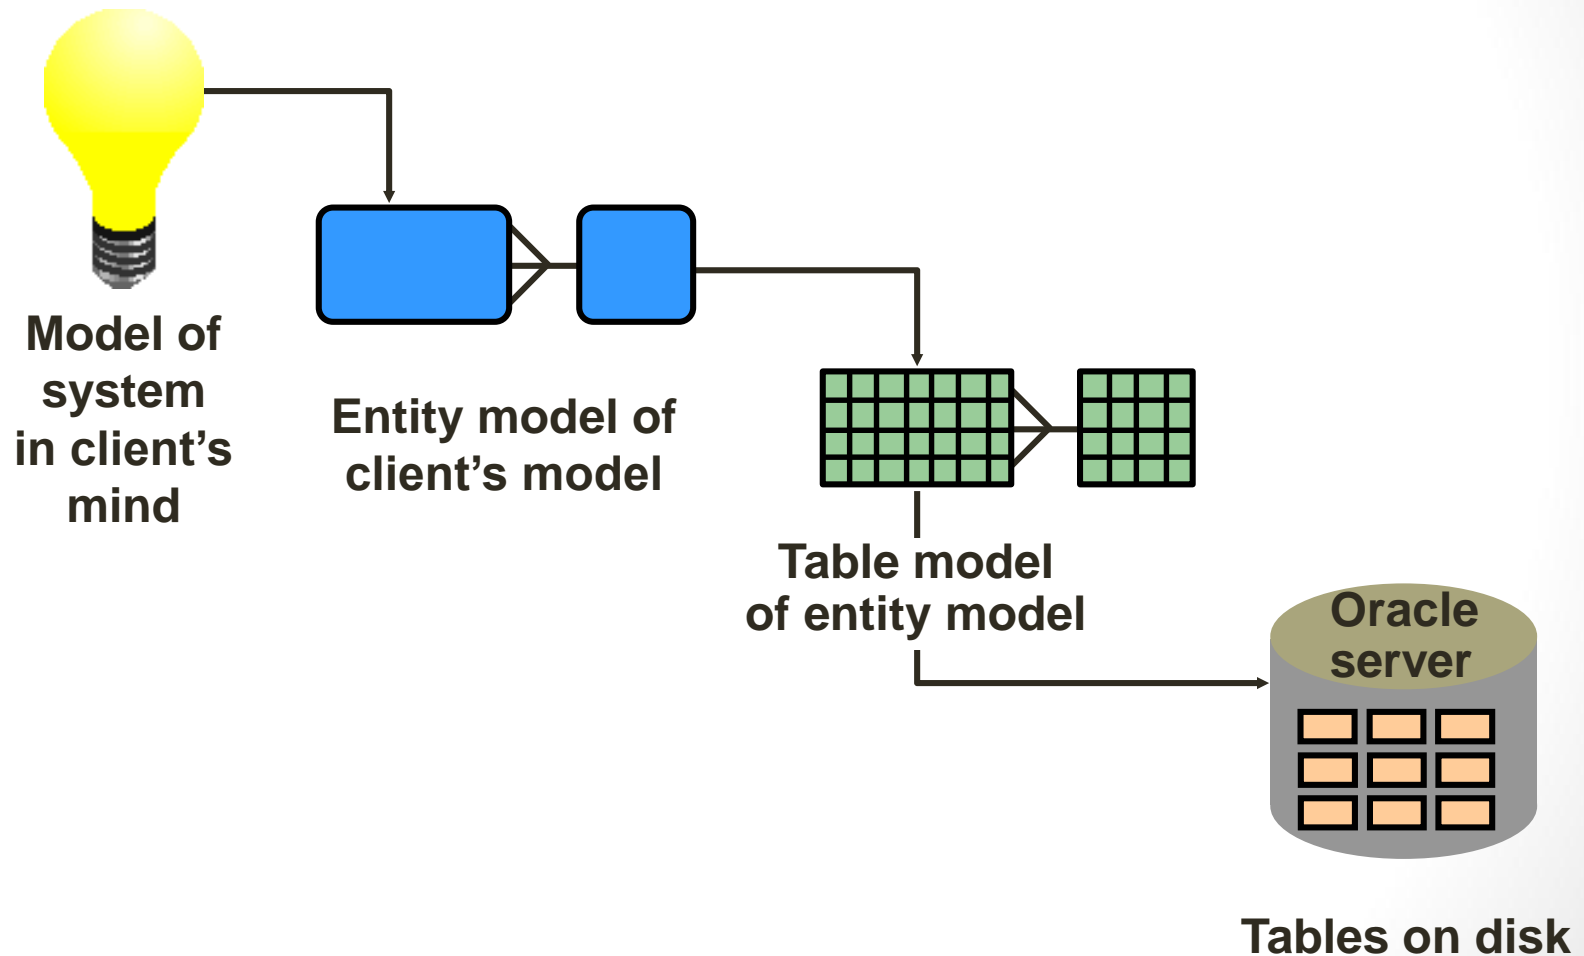 Model of
system
in client’s
mind
Entity model of
client’s model
Table model
of entity model
Oracle
server
Tables on disk